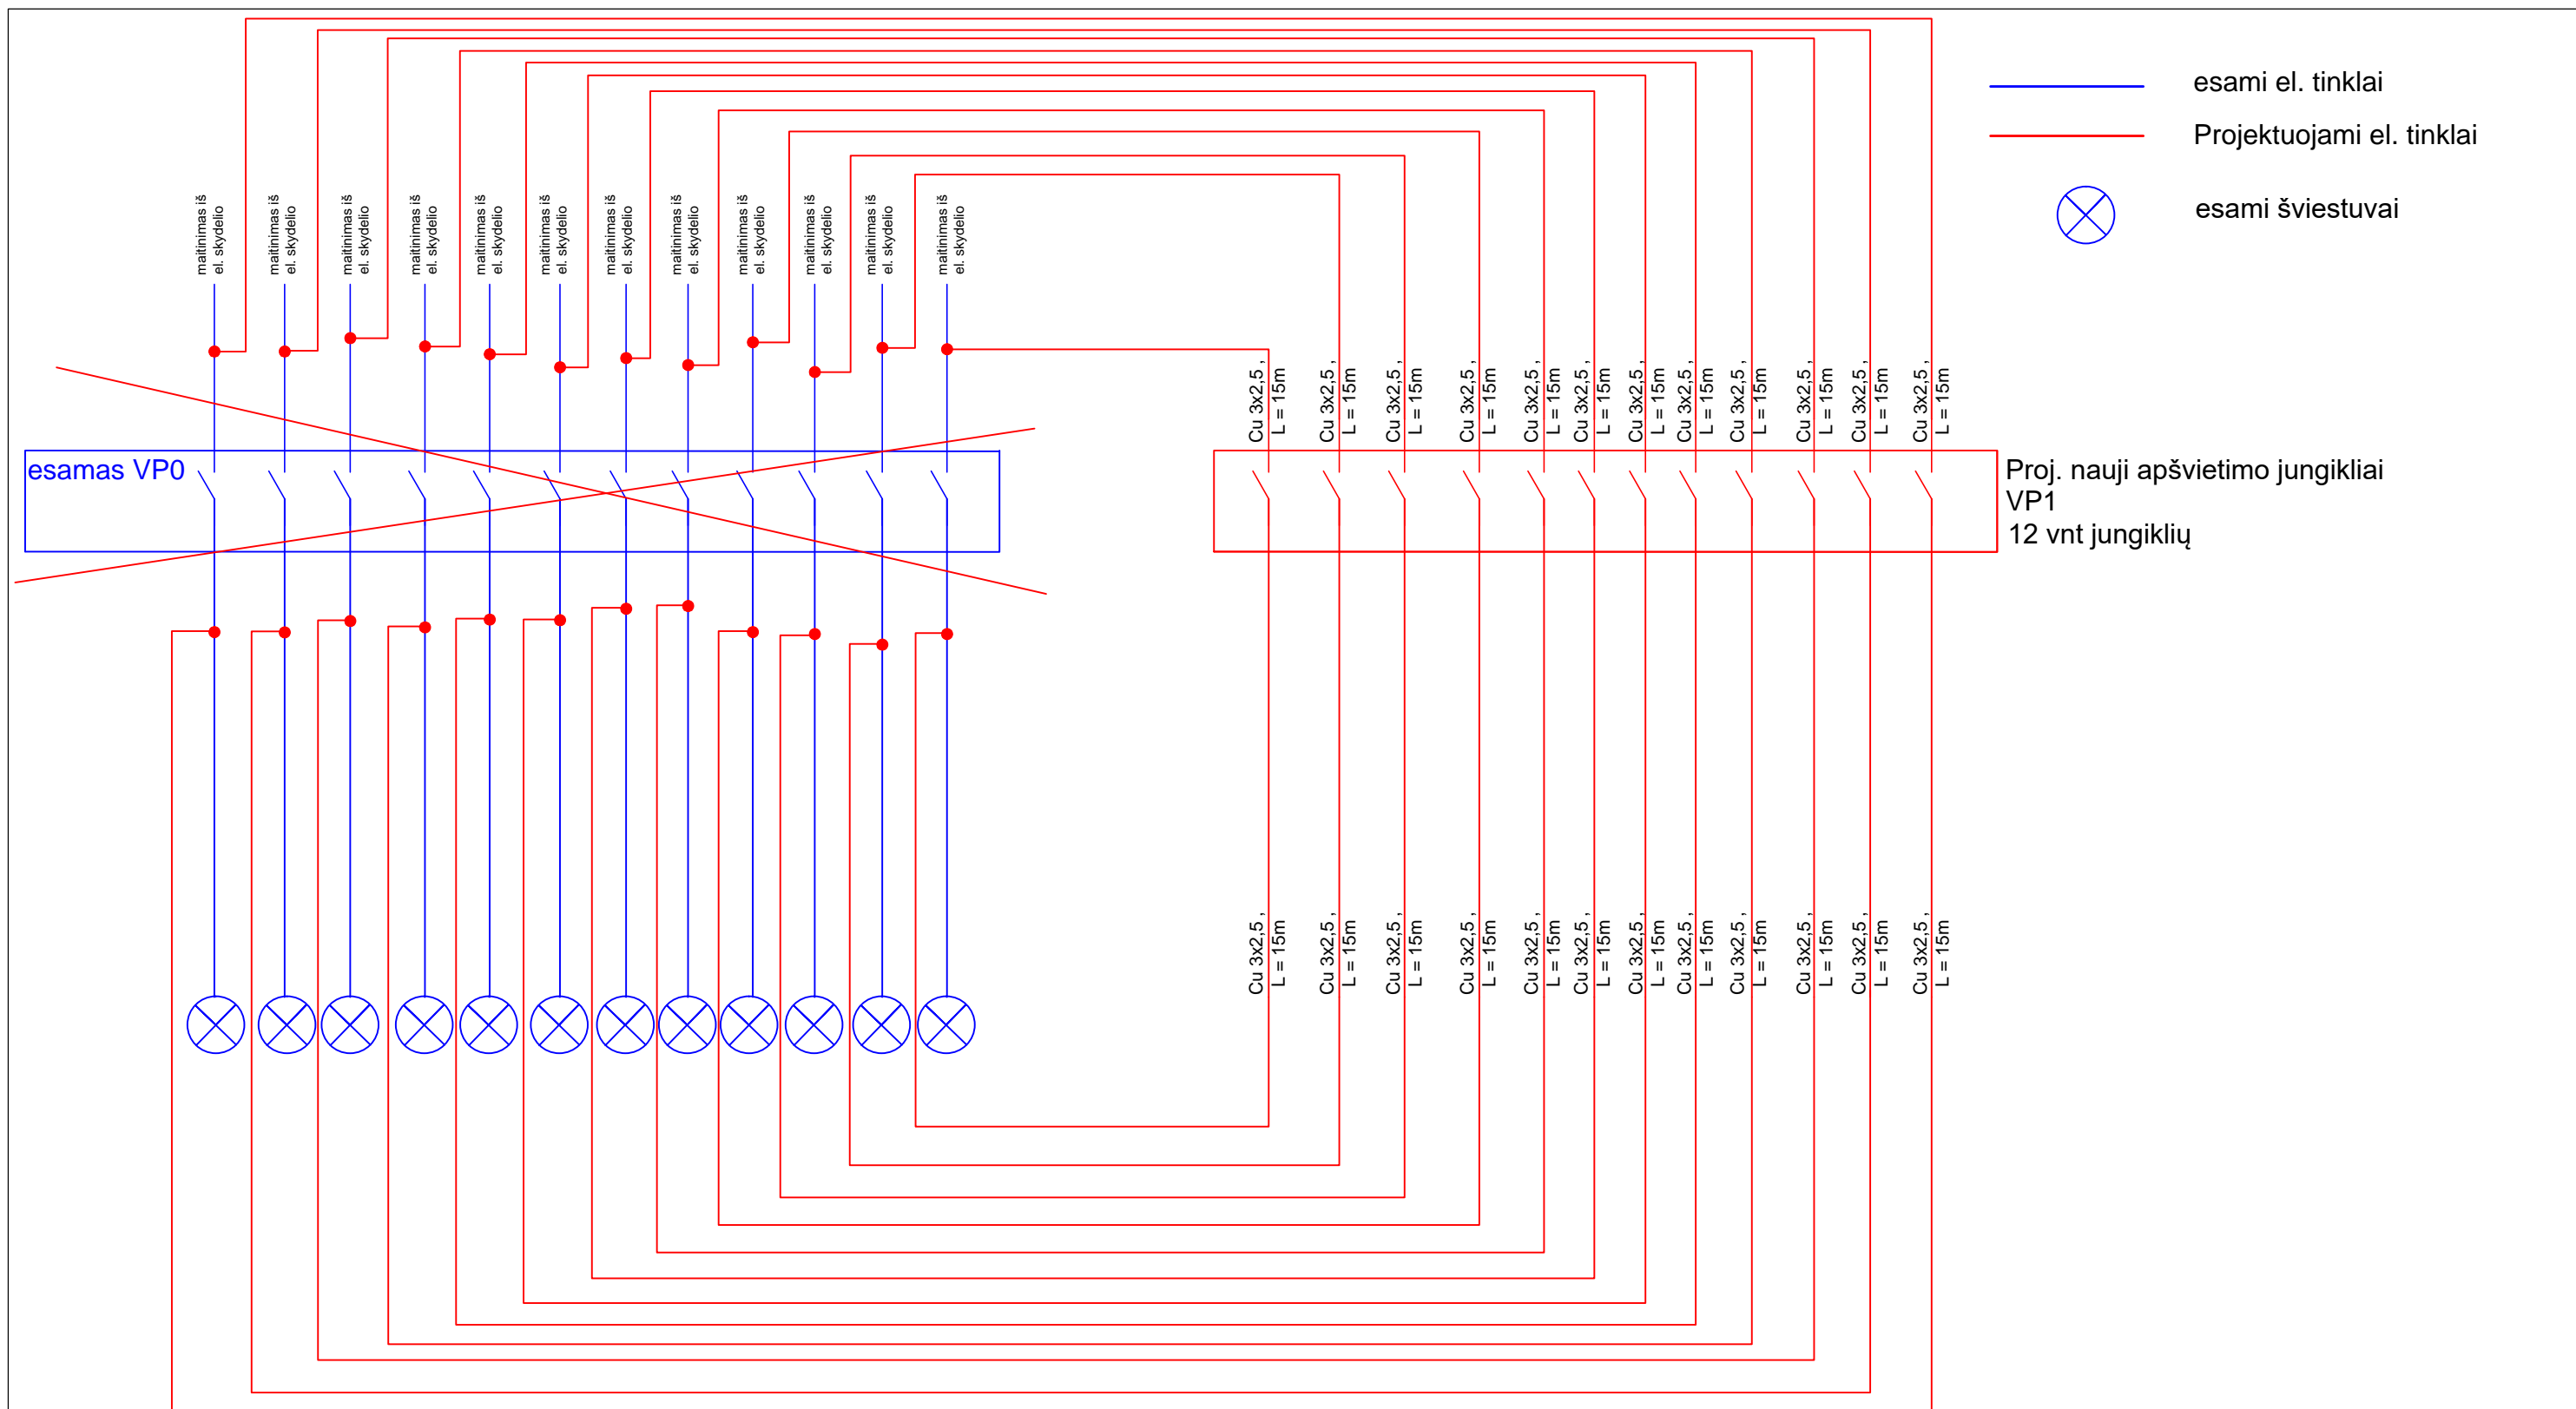 esami el. tinklai
Projektuojami el. tinklai
esami šviestuvai
maitinimas iš
el. skydelio
maitinimas iš
el. skydelio
maitinimas iš
el. skydelio
maitinimas iš
el. skydelio
maitinimas iš
el. skydelio
maitinimas iš
el. skydelio
maitinimas iš
el. skydelio
maitinimas iš
el. skydelio
maitinimas iš
el. skydelio
maitinimas iš
el. skydelio
maitinimas iš
el. skydelio
maitinimas iš
el. skydelio
Cu 3x2,5 ,
L = 15m
Cu 3x2,5 ,
L = 15m
Cu 3x2,5 ,
L = 15m
Cu 3x2,5 ,
L = 15m
Cu 3x2,5 ,
L = 15m
Cu 3x2,5 ,
L = 15m
Cu 3x2,5 ,
L = 15m
Cu 3x2,5 ,
L = 15m
Cu 3x2,5 ,
L = 15m
Cu 3x2,5 ,
L = 15m
Cu 3x2,5 ,
L = 15m
Cu 3x2,5 ,
L = 15m
esamas VP0
Proj. nauji apšvietimo jungikliai
VP1
12 vnt jungiklių
Cu 3x2,5 ,
L = 15m
Cu 3x2,5 ,
L = 15m
Cu 3x2,5 ,
L = 15m
Cu 3x2,5 ,
L = 15m
Cu 3x2,5 ,
L = 15m
Cu 3x2,5 ,
L = 15m
Cu 3x2,5 ,
L = 15m
Cu 3x2,5 ,
L = 15m
Cu 3x2,5 ,
L = 15m
Cu 3x2,5 ,
L = 15m
Cu 3x2,5 ,
L = 15m
Cu 3x2,5 ,
L = 15m